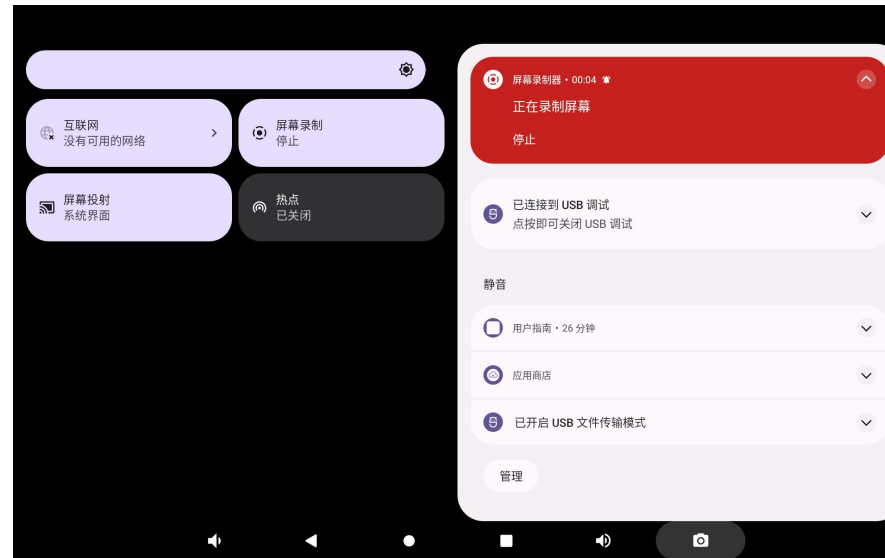 互联网
没有可用的网络
屏幕录制
停止
屏幕投射
系统界面
热点
已关闭
屏幕录制器 • 00:04
正在录制屏幕
停止
已连接到 USB 调试
点按即可关闭 USB 调试
静音
用户指南 • 26 分钟
应用商店
已开启 USB 文件传输模式
管理